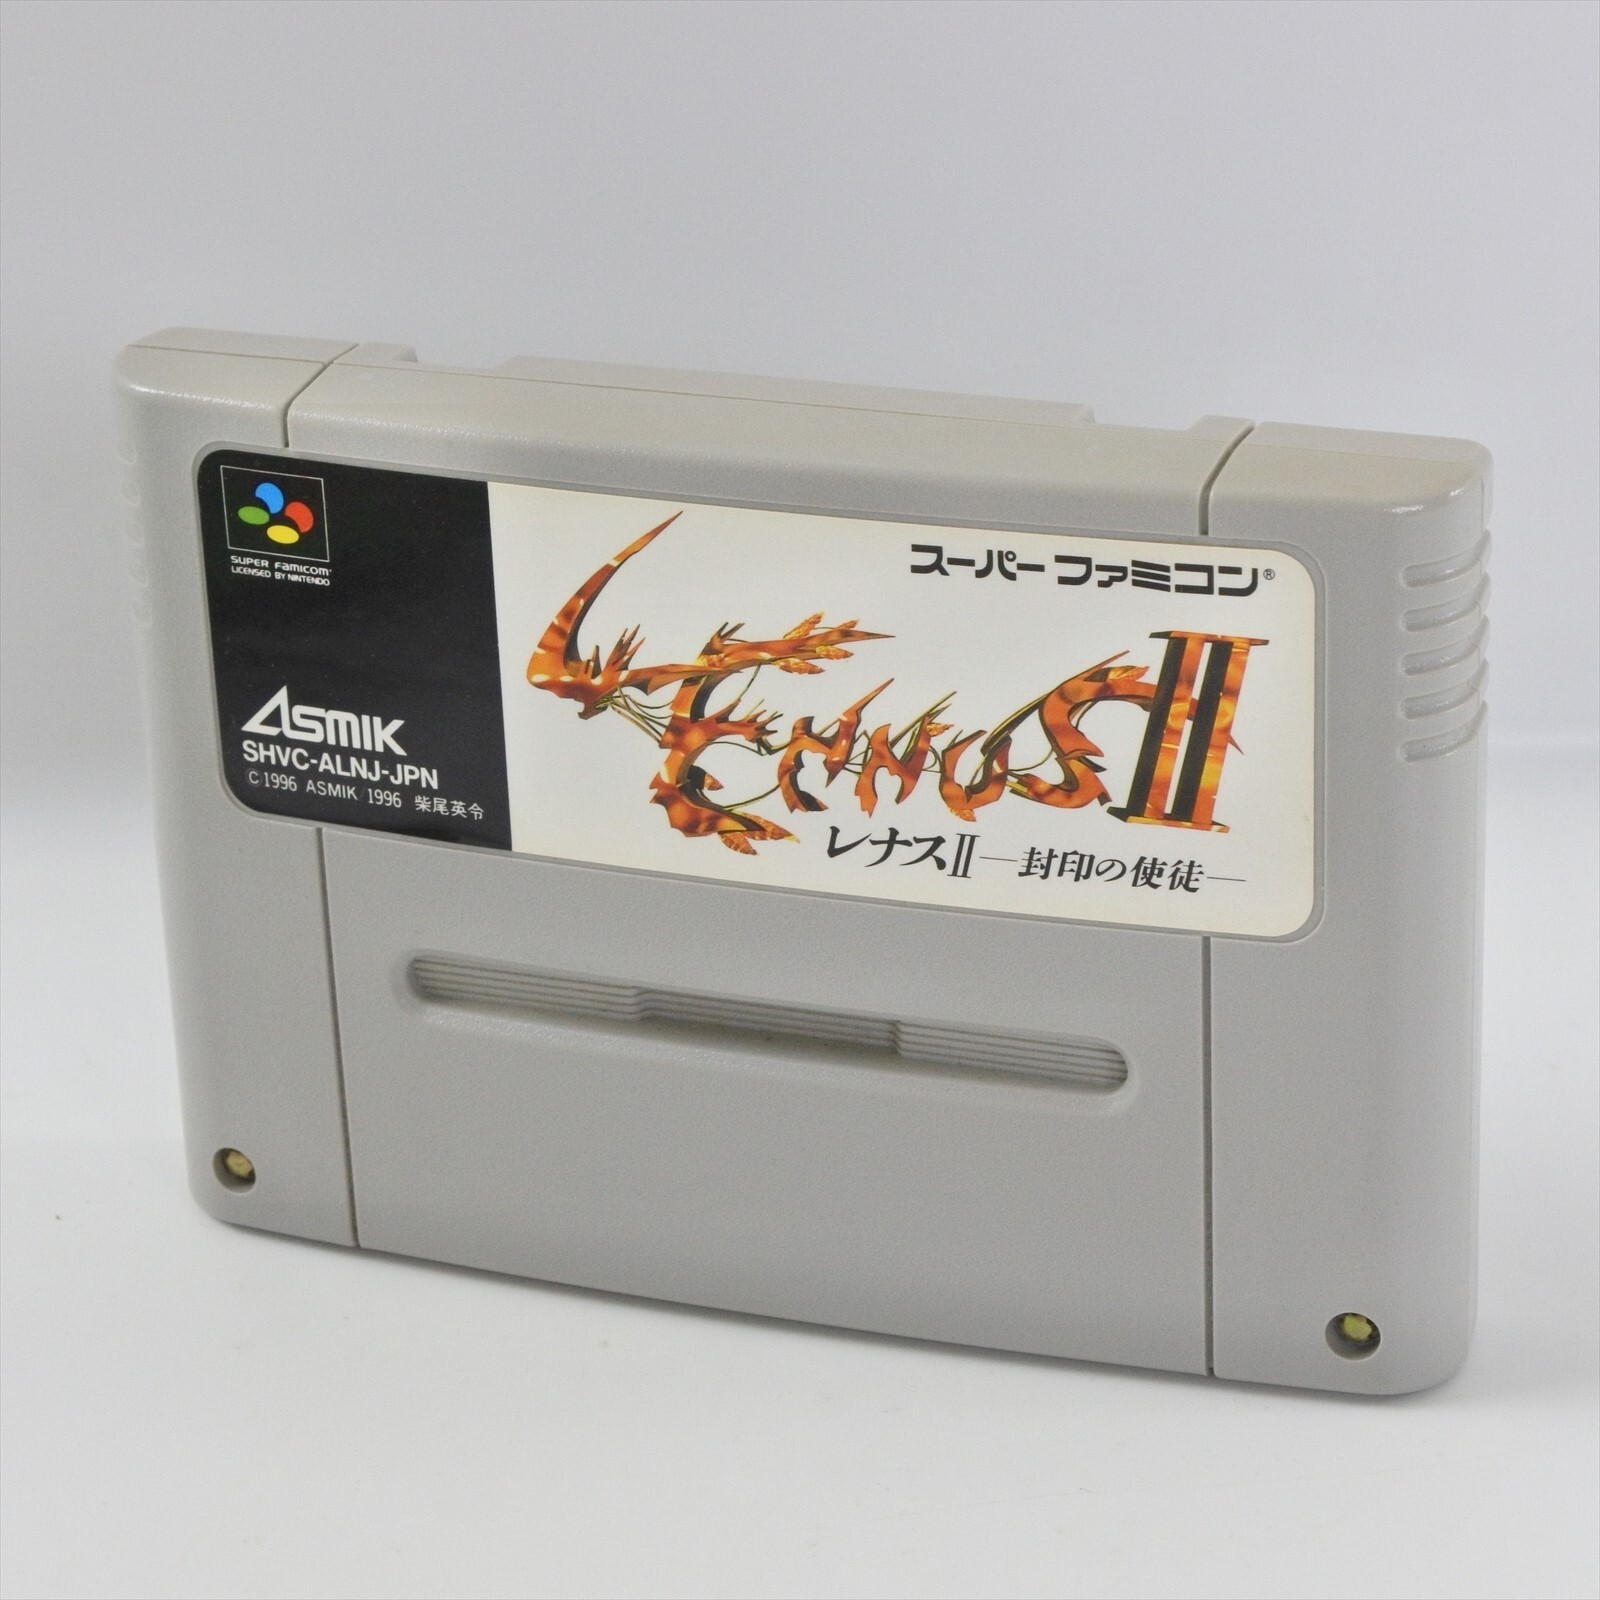 SUPER FAMICOM
LICENSED BY NINTENDO
ASMIK
SHVC-ALNJ-JPN
©1996 ASMIK/1996 柴尾英令
スーパーファミコン®
LENNUS II
レナスⅡ―封印の使徒―